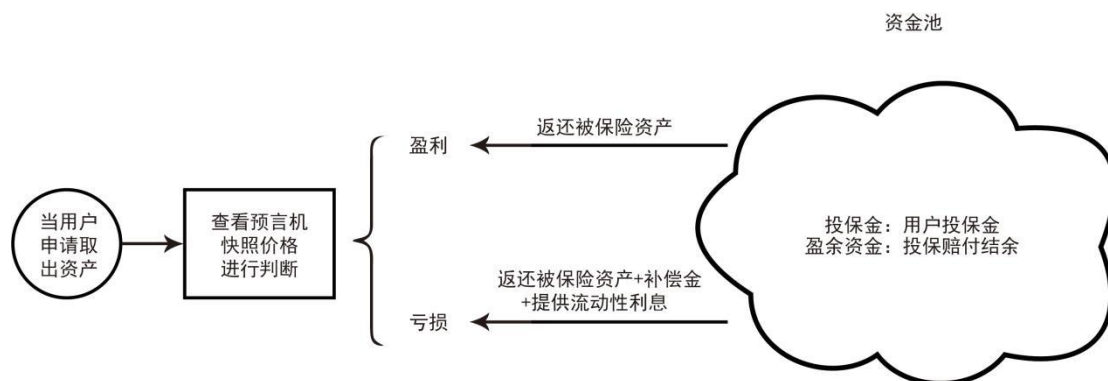 资金池
返还被保险资产
盈利
当用户
申请取
出资产
查看预言机
快照价格
进行判断
投保金：用户投保金
盈余资金：投保赔付结余
返还被保险资产+补偿金
+提供流动性利息
亏损